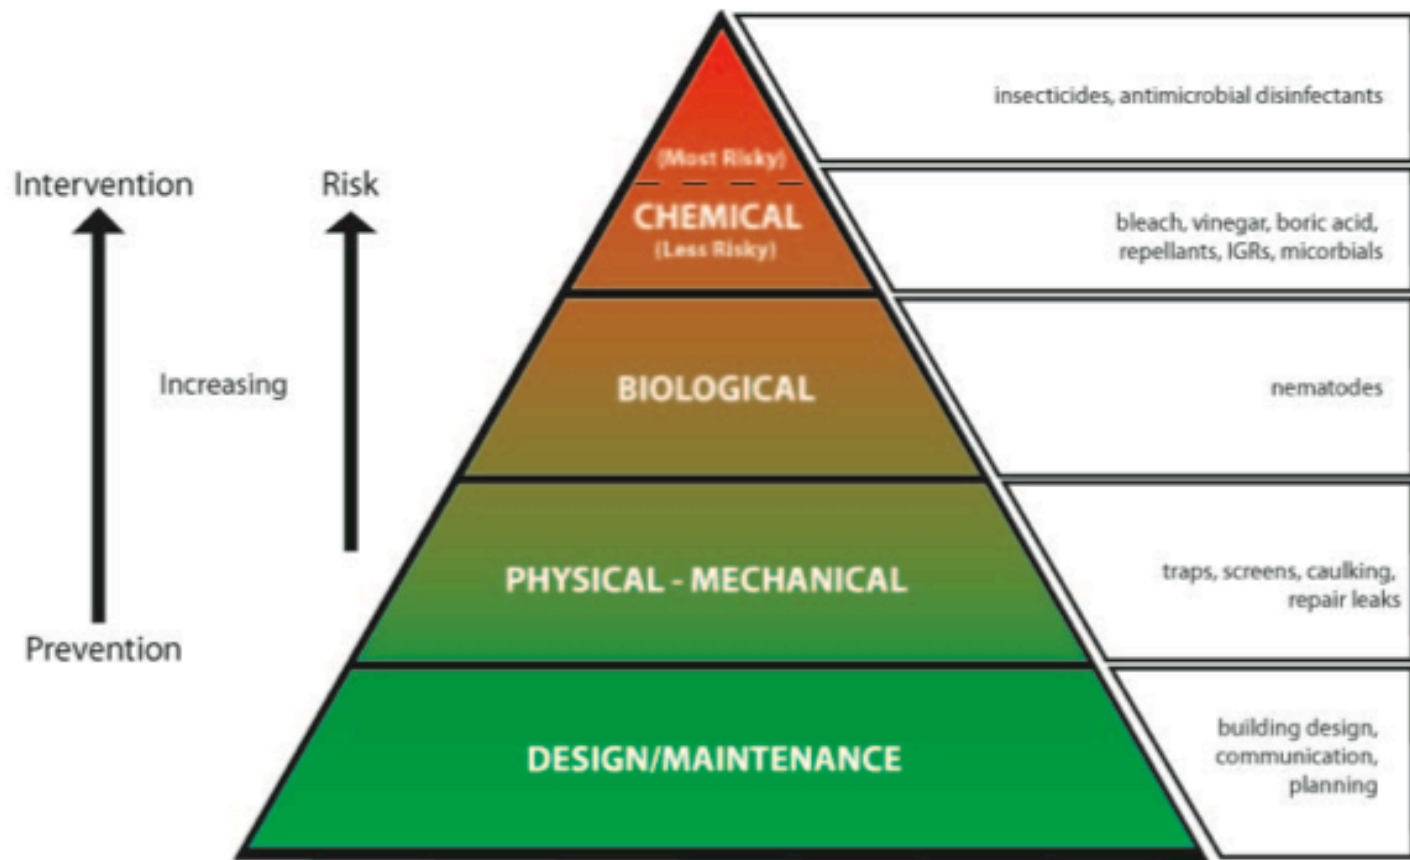 insecticides, antimicrobial disinfectants
(Most Risky)
Intervention
Risk
CHEMICAL
(Less Risky)
bleach, vinegar, boric acid,
repellants, IGRs, micorbials
Increasing
BIOLOGICAL
nematodes
PHYSICAL - MECHANICAL
traps, screens, caulking,
repair leaks
Prevention
DESIGN/MAINTENANCE
building design,
communication,
planning